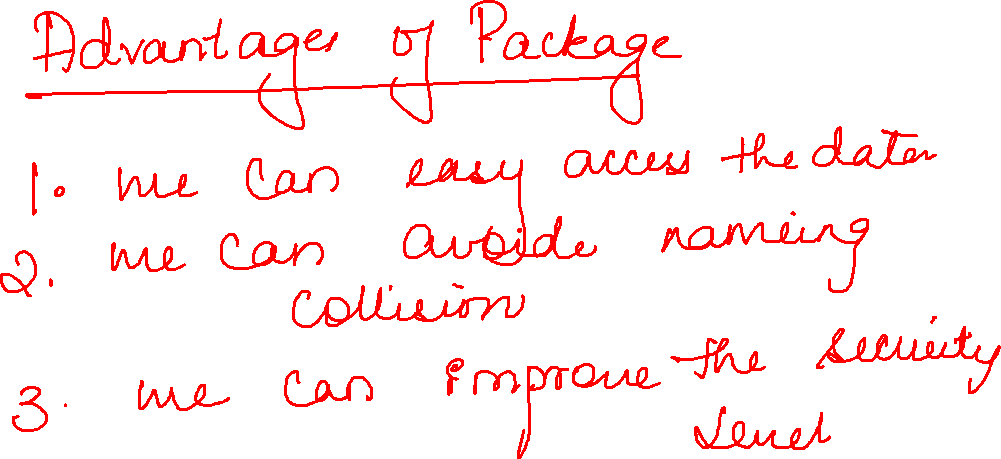 Advantages of Package
1. we can easy access the data
2. we can avoide nameing
collision
3. we can improve the security
level